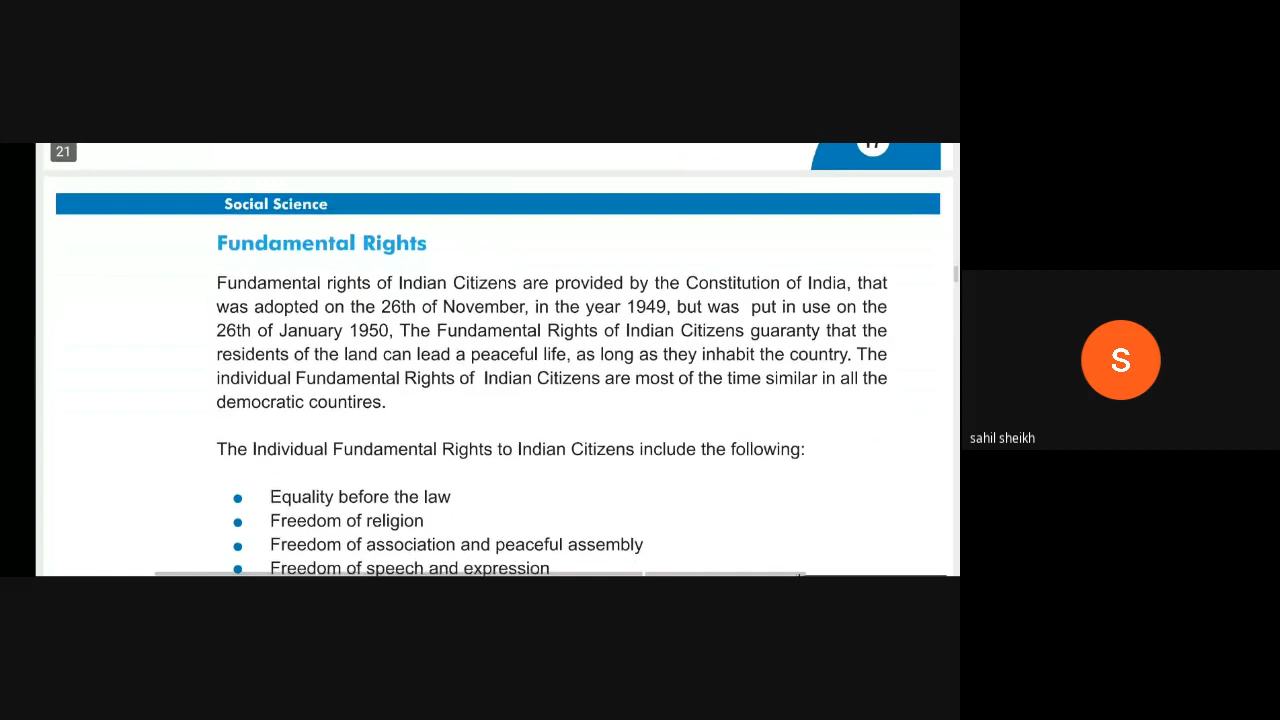 21
17
Social Science
Fundamental Rights
Fundamental rights of Indian Citizens are provided by the Constitution of India, that
was adopted on the 26th of November, in the year 1949, but was put in use on the
26th of January 1950, The Fundamental Rights of Indian Citizens guaranty that the
residents of the land can lead a peaceful life, as long as they inhabit the country. The
individual Fundamental Rights of Indian Citizens are most of the time similar in all the
democratic countires.
The Individual Fundamental Rights to Indian Citizens include the following:
Equality before the law
Freedom of religion
Freedom of association and peaceful assembly
Freedom of speech and expression
S
sahil sheikh